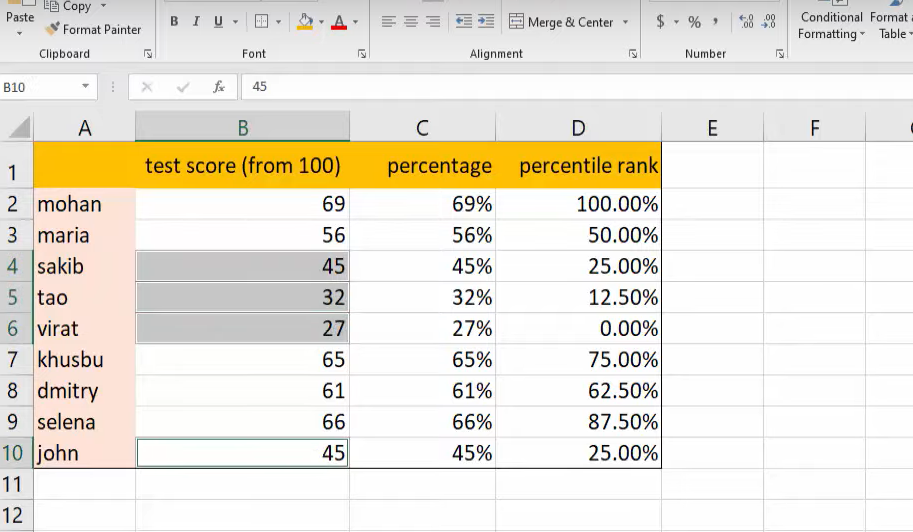 Copy
Paste
Format Painter
B I U A $ % , Merge & Center
Conditional Formatting
Format a
Table
Clipboard Font Alignment Number
B10 fx 45
A B C D E F
1 test score (from 100) percentage percentile rank
2 mohan 69 69% 100.00%
3 maria 56 56% 50.00%
4 sakib 45 45% 25.00%
5 tao 32 32% 12.50%
6 virat 27 27% 0.00%
7 khusbu 65 65% 75.00%
8 dmitry 61 61% 62.50%
9 selena 66 66% 87.50%
10 john 45 45% 25.00%
11
12